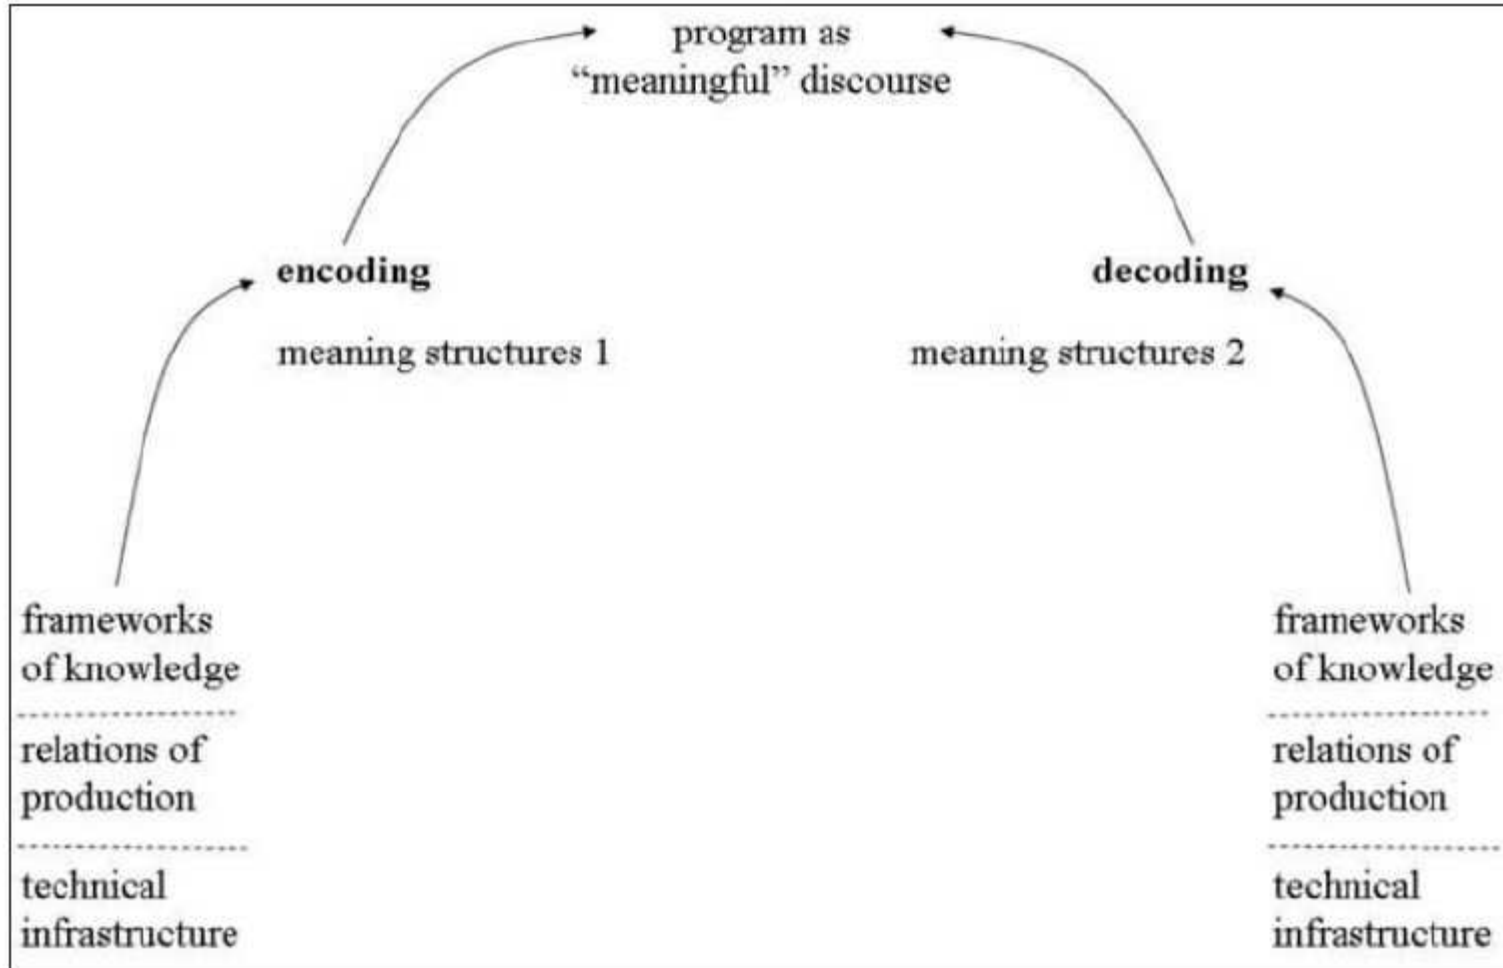 program as
“meaningful” discourse
encoding
decoding
meaning structures 1
meaning structures 2
frameworks
of knowledge
relations of
production
technical
infrastructure
frameworks
of knowledge
relations of
production
technical
infrastructure